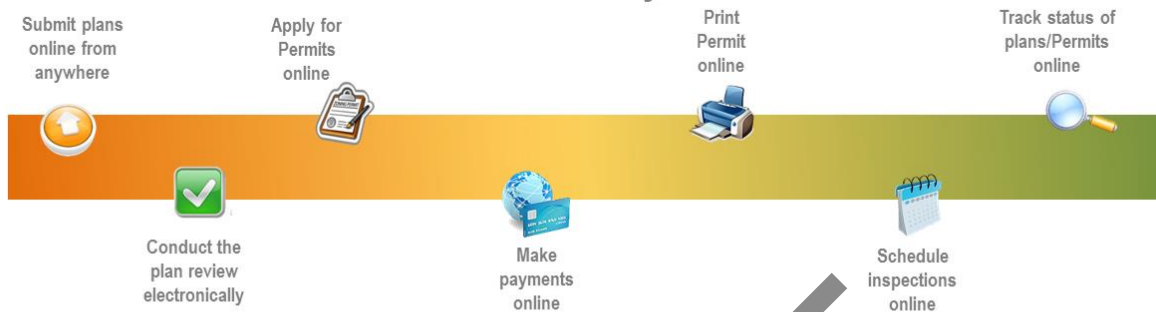 Submit plans
online from
anywhere
Conduct the
plan review
electronically
Apply for
Permits
online
Make
payments
online
Print
Permit
online
Schedule
inspections
online
Track status of
plans/Permits
online